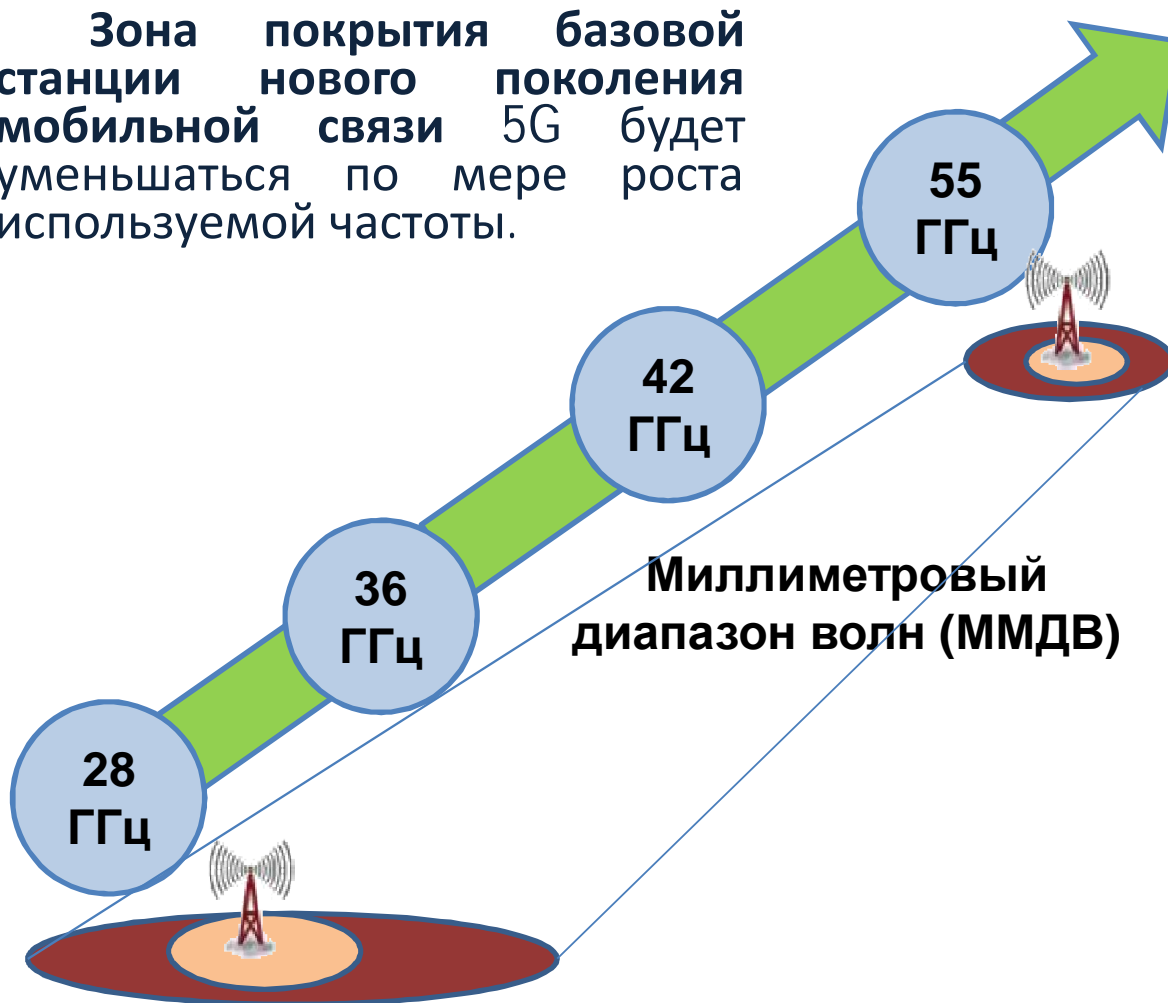 Зона покрытия базовой
станции нового поколения
мобильной связи 5G будет
уменьшаться по мере роста
используемой частоты.
55
ГГц
42
ГГц
36
ГГц
Миллиметровый
диапазон волн (ММДВ)
28
ГГц